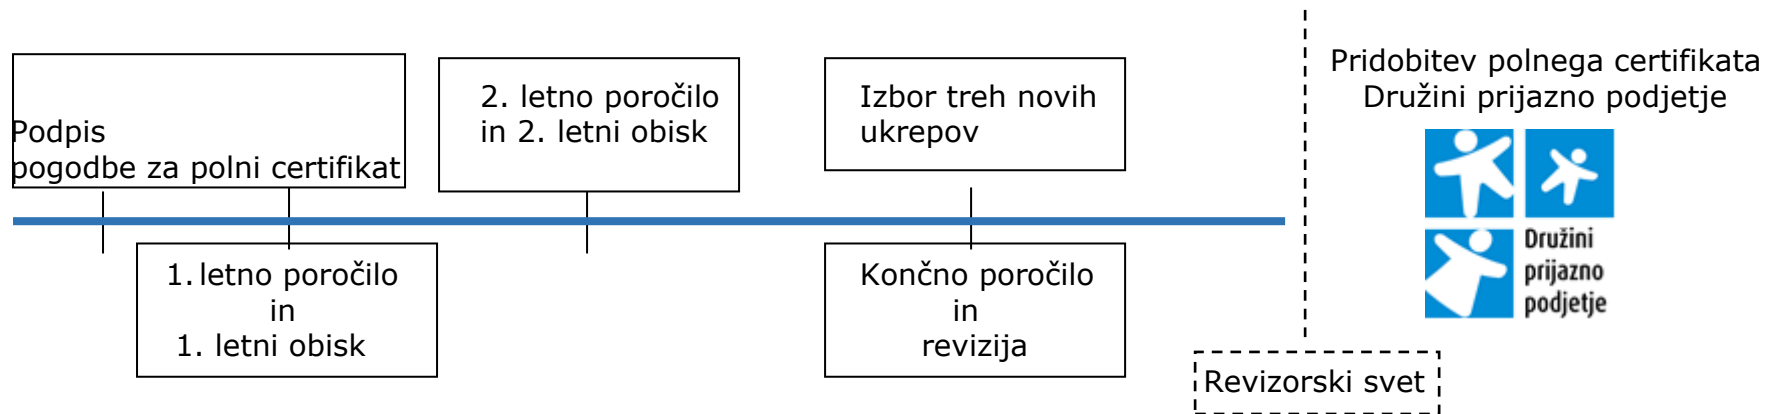 Podpis
pogodbe za polni certifikat
1. letno poročilo
in
1. letni obisk
2. letno poročilo
in 2. letni obisk
Izbor treh novih
ukrepov
Končno poročilo
in
revizija
Revizorski svet
Pridobitev polnega certifikata
Družini prijazno podjetje
Družini
prijazno
podjetje